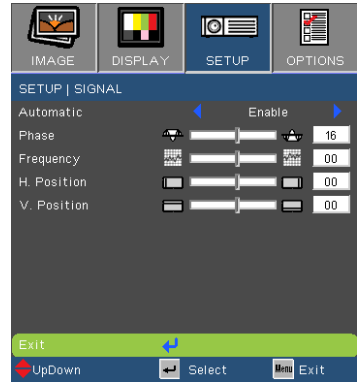 IMAGE DISPLAY SETUP OPTIONS
SETUP | SIGNAL
Automatic Enable
Phase 16
Frequency 00
H. Position 00
V. Position 00
Exit
UpDown Select Menu Exit